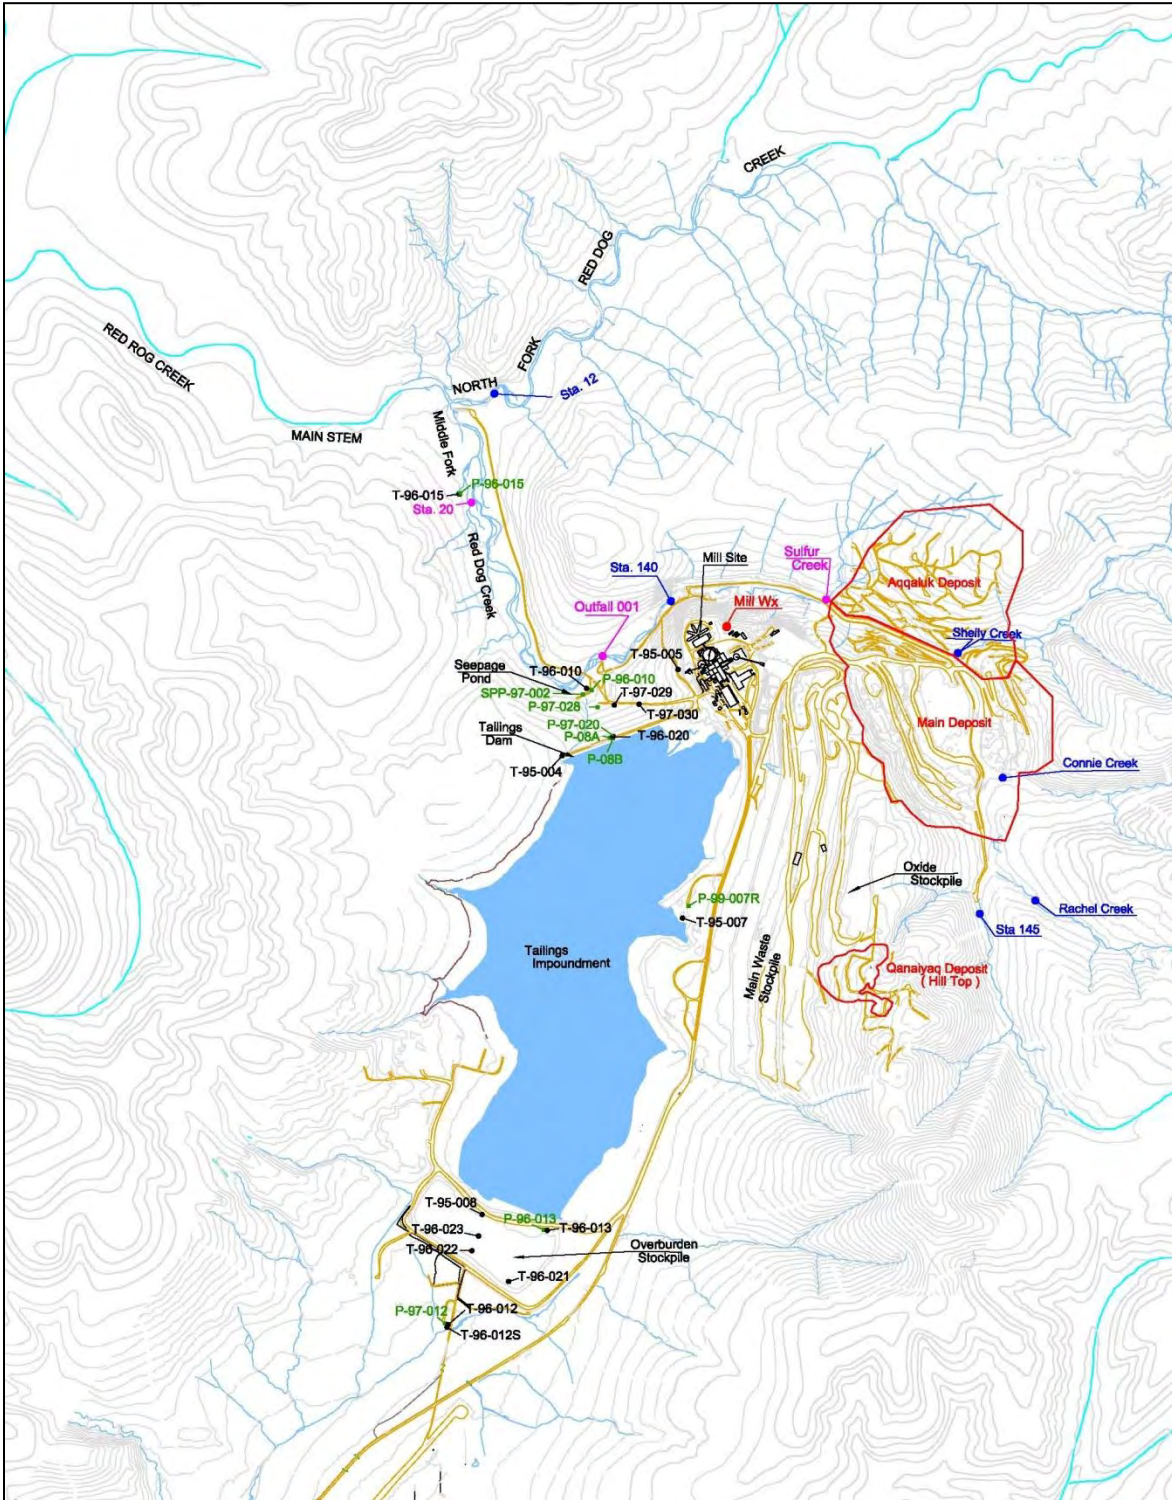 CREEK
RED DOG
FORK
NORTH
Sta. 12
RED ROG CREEK
MAIN STEM
Middle Fork
P-96-015
T-96-015
Sta. 20
Red Dog Creek
Sta. 140
Mill Site
Sulfur
Creek
Aqqaluk Deposit
Mill Wx
Outfall 001
Shelly Creek
T-95-005
Seepage
Pond
T-96-010
P-96-010
SPP-97-002
T-97-029
P-97-028
T-97-030
Main Deposit
P-97-020
Tailings
Dam
P-08A
T-96-020
P-08B
T-95-004
Connie Creek
Oxide
Stockpile
P-99-007R
T-95-007
Rachel Creek
Sta 145
Tailings
Impoundment
Main Waste
Stockpile
Qanaiyaq Deposit
( Hill Top )
T-95-008
P-96-013
T-96-013
T-96-023
T-96-022
Overburden
Stockpile
T-96-021
P-97-012
T-96-012
T-96-012S